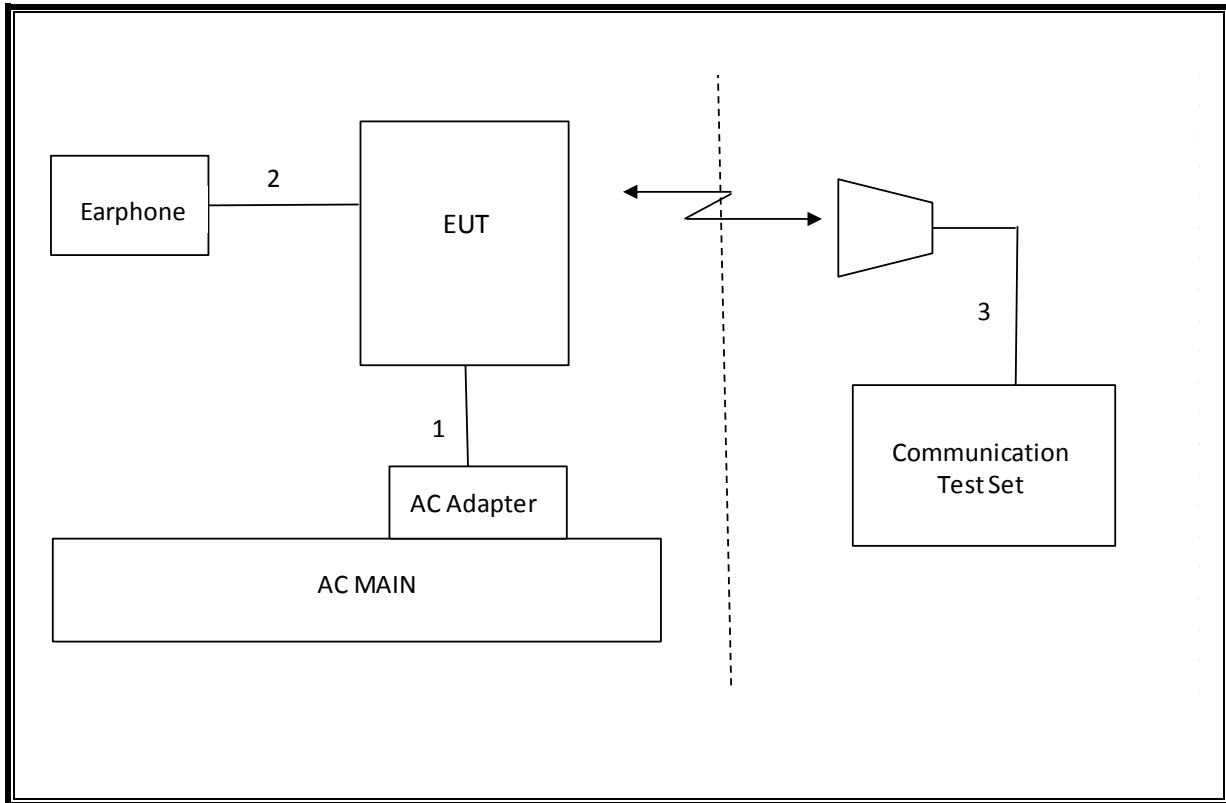 2
Earphone
EUT
3
1
Communication
Test Set
AC Adapter
AC MAIN